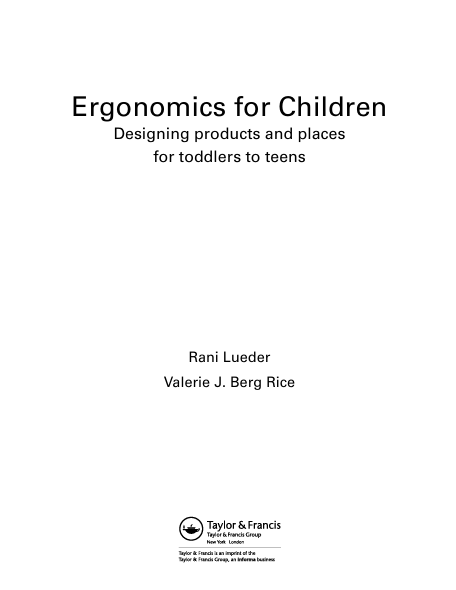 Ergonomics for Children
Designing products and places
for toddlers to teens
Rani Lueder
Valerie J. Berg Rice
Taylor & Francis
Taylor & Francis Group
New York London
Taylor & Francis is an imprint of the
Taylor & Francis Group, an informa business